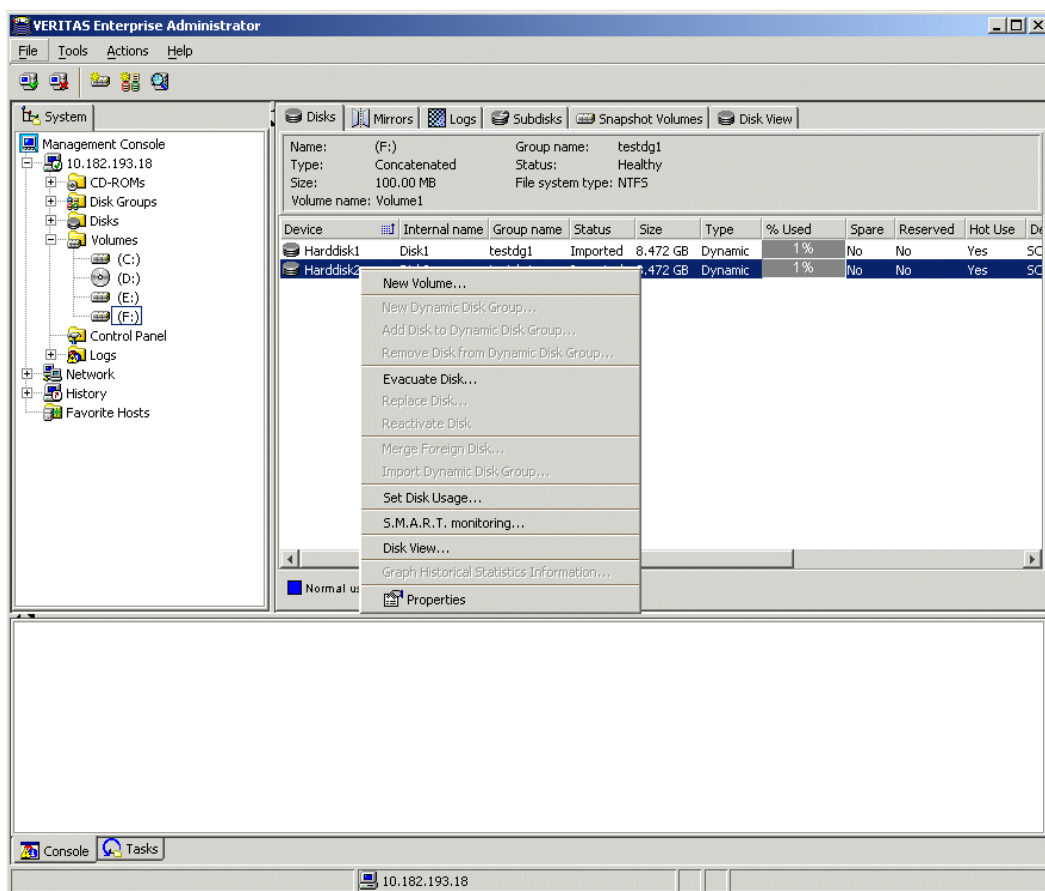 VERITAS Enterprise Administrator
File Tools Actions Help
System
Management Console
10.182.193.18
CD-ROMs
Disk Groups
Disks
Volumes
(C:)
(D:)
(E:)
(F:)
Control Panel
Logs
Network
History
Favorite Hosts
Disks Mirrors Logs Subdisks Snapshot Volumes Disk View
Name: (F:) Group name: testdg1
Type: Concatenated Status: Healthy
Size: 100.00 MB File system type: NTFS
Volume name: Volume1
Device Internal name Group name Status Size Type % Used Spare Reserved Hot Use De
Harddisk1 Disk1 testdg1 Imported 8.472 GB Dynamic 1% No No Yes SC
Harddisk2 .472 GB Dynamic 1% No No Yes SC
New Volume...
New Dynamic Disk Group...
Add Disk to Dynamic Disk Group...
Remove Disk from Dynamic Disk Group...
Evacuate Disk...
Replace Disk...
Reactivate Disk
Merge Foreign Disk...
Import Dynamic Disk Group...
Set Disk Usage...
S.M.A.R.T. monitoring...
Disk View...
Graph Historical Statistics Information...
Properties
Normal us
Console Tasks
10.182.193.18